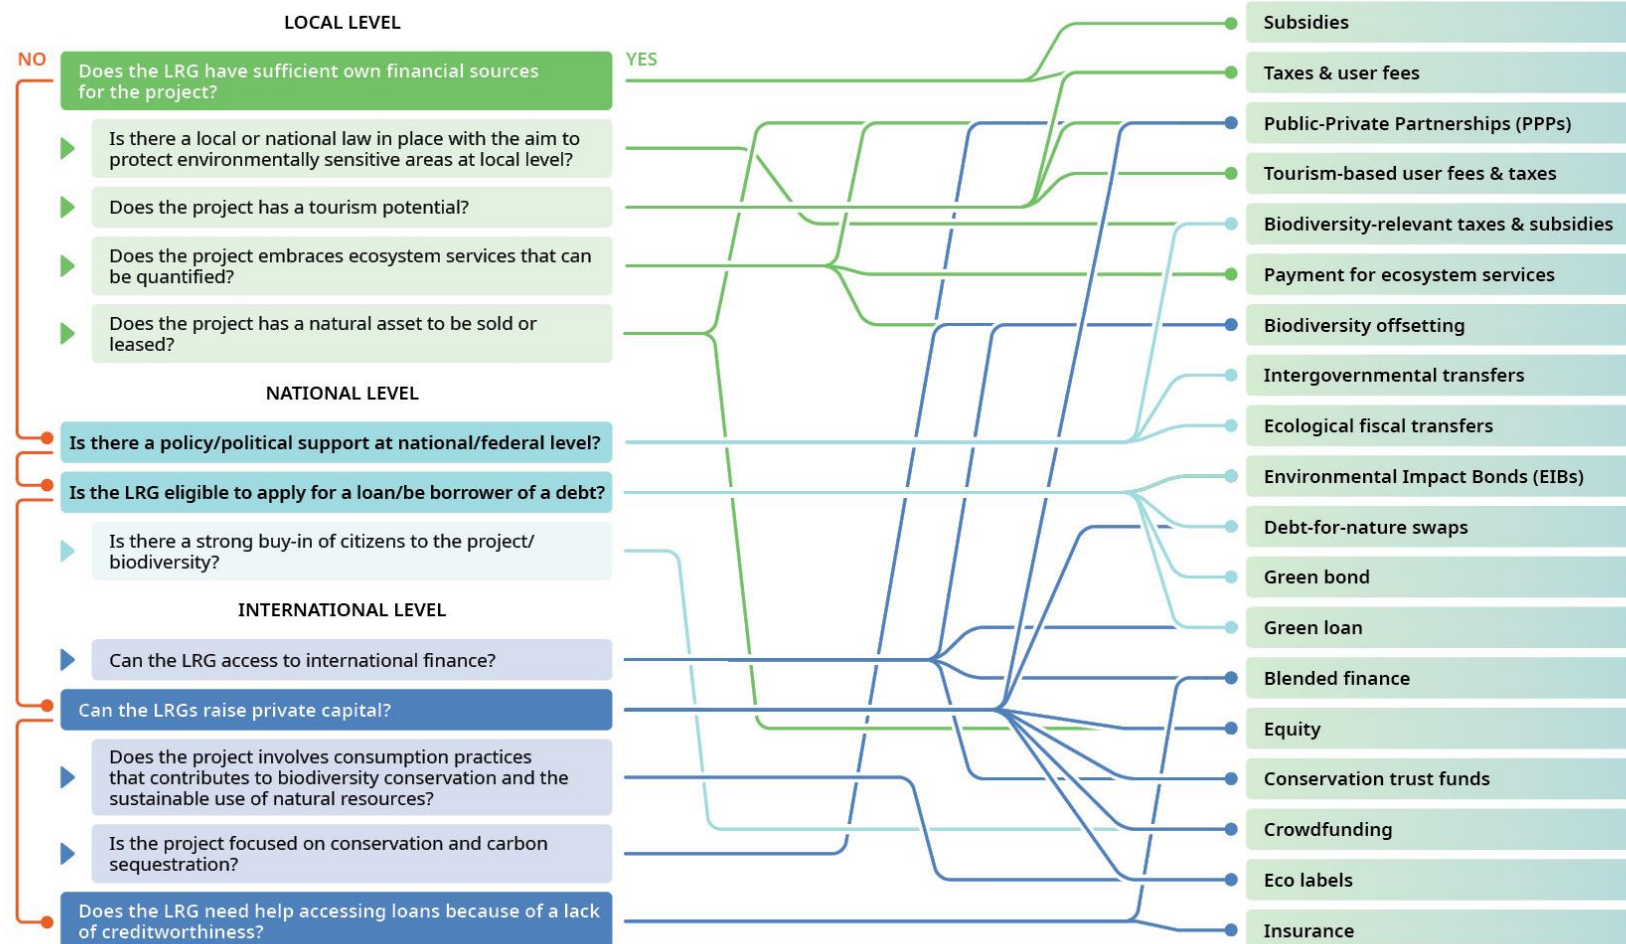 LOCAL LEVEL
NO
YES
Does the LRG have sufficient own financial sources
for the project?
Is there a local or national law in place with the aim to
protect environmentally sensitive areas at local level?
Does the project has a tourism potential?
Does the project embraces ecosystem services that can
be quantified?
Does the project has a natural asset to be sold or
leased?
NATIONAL LEVEL
Is there a policy/political support at national/federal level?
Is the LRG eligible to apply for a loan/be borrower of a debt?
Is there a strong buy-in of citizens to the project/
biodiversity?
INTERNATIONAL LEVEL
Can the LRG access to international finance?
Can the LRGs raise private capital?
Does the project involves consumption practices
that contributes to biodiversity conservation and the
sustainable use of natural resources?
Is the project focused on conservation and carbon
sequestration?
Does the LRG need help accessing loans because of a lack
of creditworthiness?
Subsidies
Taxes & user fees
Public-Private Partnerships (PPPs)
Tourism-based user fees & taxes
Biodiversity-relevant taxes & subsidies
Payment for ecosystem services
Biodiversity offsetting
Intergovernmental transfers
Ecological fiscal transfers
Environmental Impact Bonds (EIBs)
Debt-for-nature swaps
Green bond
Green loan
Blended finance
Equity
Conservation trust funds
Crowdfunding
Eco labels
Insurance